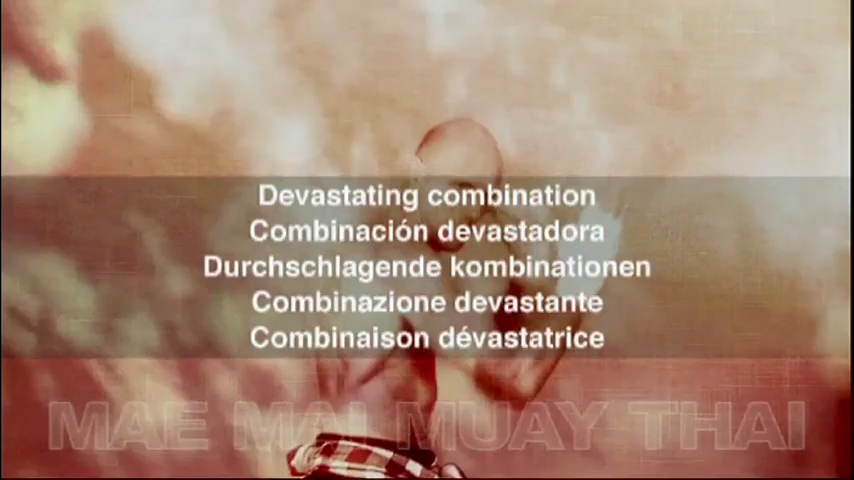 Devastating combination
Combinación devastadora
Durchschlagende kombinationen
Combinazione devastante
Combinaison dévastatrice
MAE MAI MUAY THAI